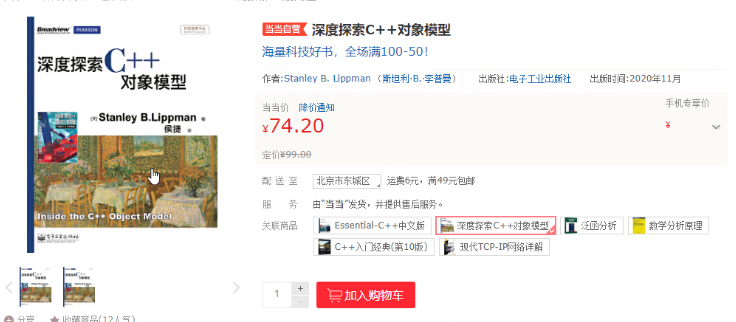 Broadview
PEARSON
深度探索C++
对象模型
Stanley B.Lippman 著
侯捷 译
Inside the C++ Object Model
电子工业出版社
分享
收藏商品(12人气)
当当自营 深度探索C++对象模型
海量科技好书，全场满100-50！
作者:Stanley B. Lippman （斯坦利·B.·李普曼） 出版社:电子工业出版社 出版时间:2020年11月
当当价 降价通知
手机专享价
¥74.20
¥
定价¥99.00
配送至 北京市东城区 运费6元，满49元包邮
服务 由"当当"发货，并提供售后服务。
关联商品 Essential-C++中文版 深度探索C++对象模型 泛函分析 数学分析原理
C++入门经典(第10版) 现代TCP-IP网络详解
1 + -
加入购物车